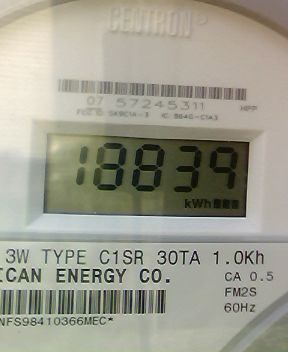 CENTRON
07 57245311
HPP
18839
kWh
3W TYPE C1SR 30TA 1.0Kh
ICAN ENERGY CO.
CA 0.5
FM2S
60Hz
NFS98410366MEC*